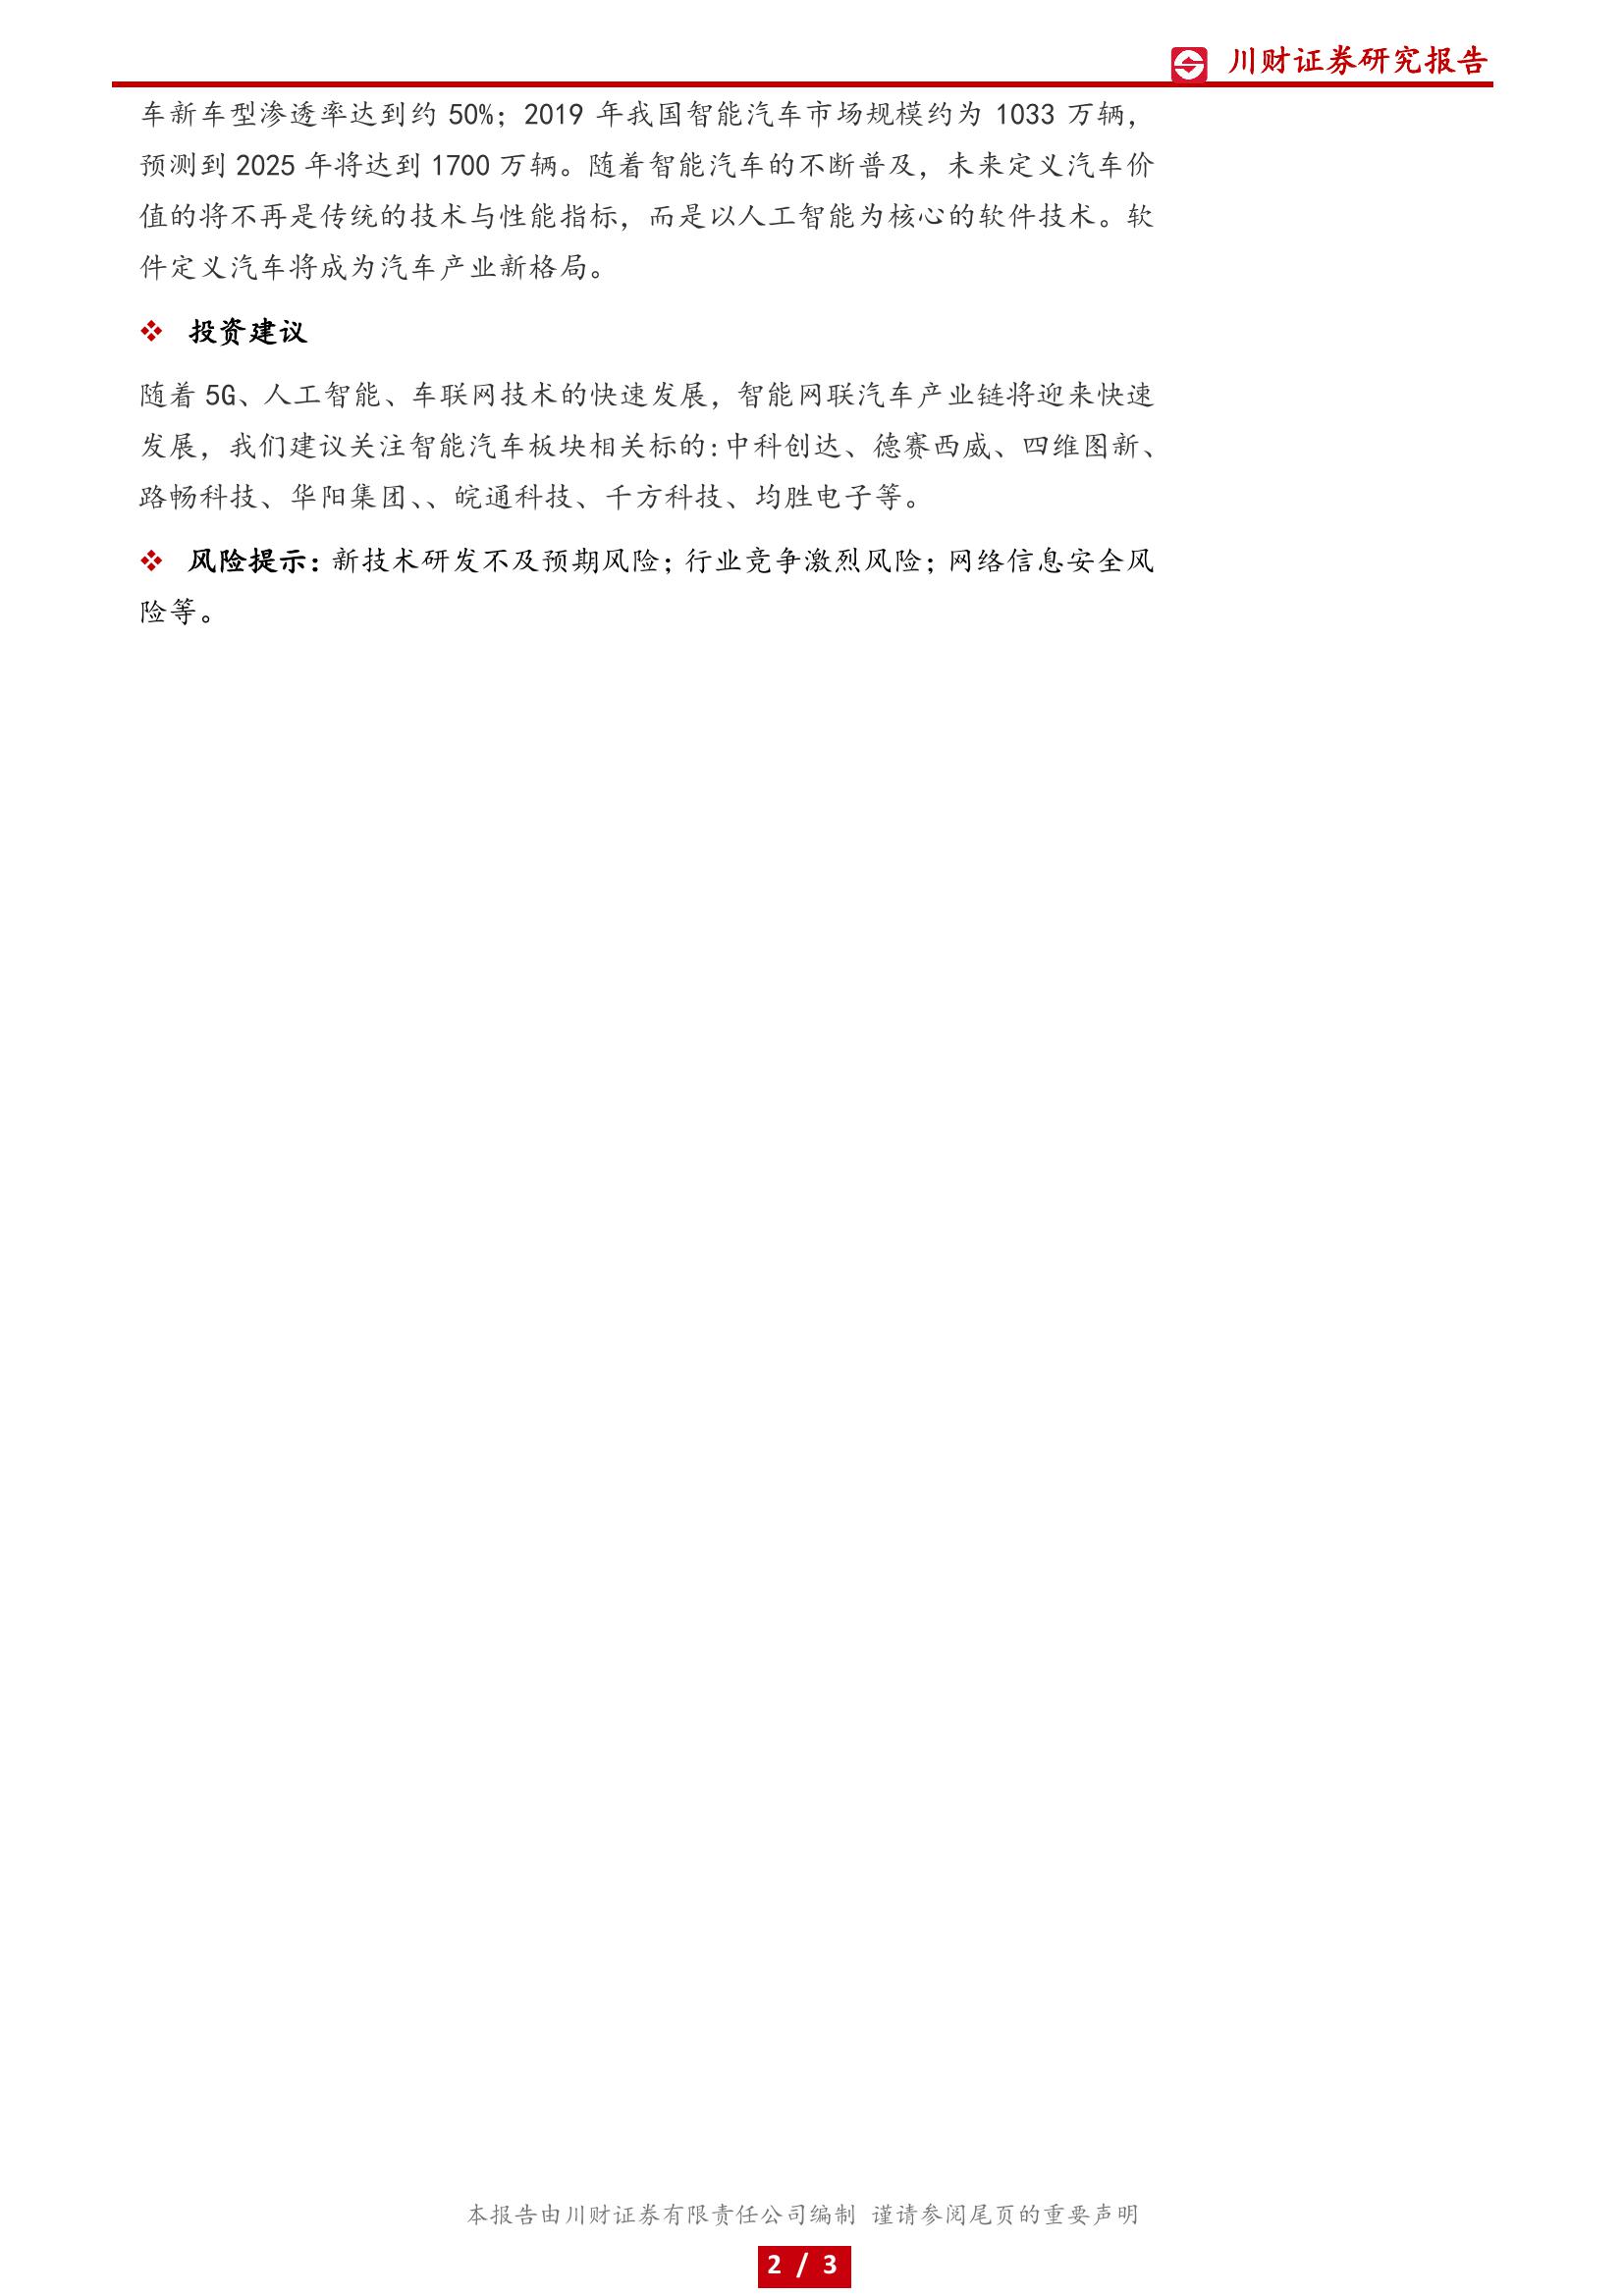 川财证券研究报告
车新车型渗透率达到约 50%；2019 年我国智能汽车市场规模约为 1033 万辆，
预测到 2025 年将达到 1700 万辆。随着智能汽车的不断普及，未来定义汽车价
值的将不再是传统的技术与性能指标，而是以人工智能为核心的软件技术。软
件定义汽车将成为汽车产业新格局。
❖ 投资建议
随着 5G、人工智能、车联网技术的快速发展，智能网联汽车产业链将迎来快速
发展，我们建议关注智能汽车板块相关标的:中科创达、德赛西威、四维图新、
路畅科技、华阳集团、、皖通科技、千方科技、均胜电子等。
❖ 风险提示：新技术研发不及预期风险；行业竞争激烈风险；网络信息安全风
险等。
本报告由川财证券有限责任公司编制 谨请参阅尾页的重要声明
2 / 3